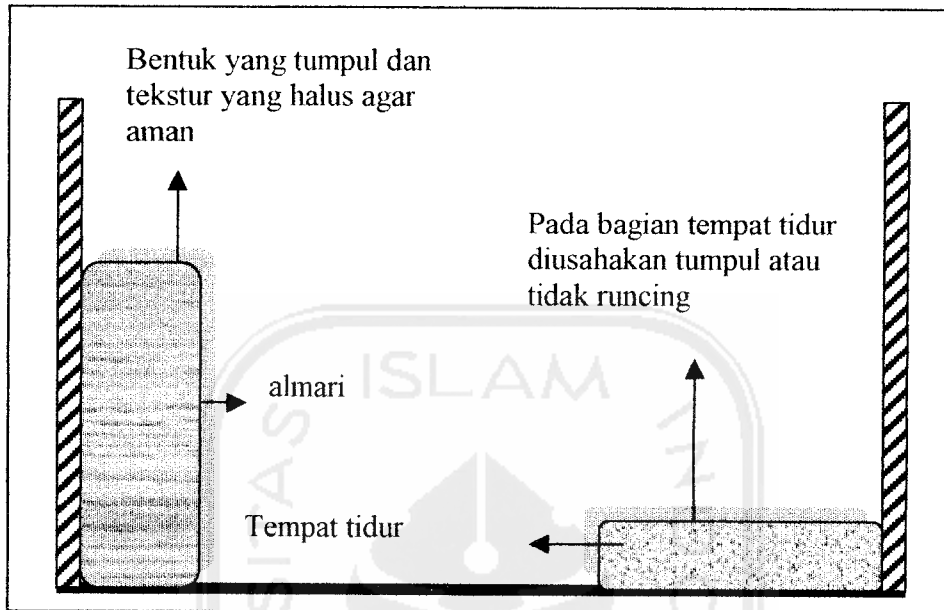 Bentuk yang tumpul dan
tekstur yang halus agar
aman
Pada bagian tempat tidur
diusahakan tumpul atau
tidak runcing
almari
Tempat tidur
ISLAM